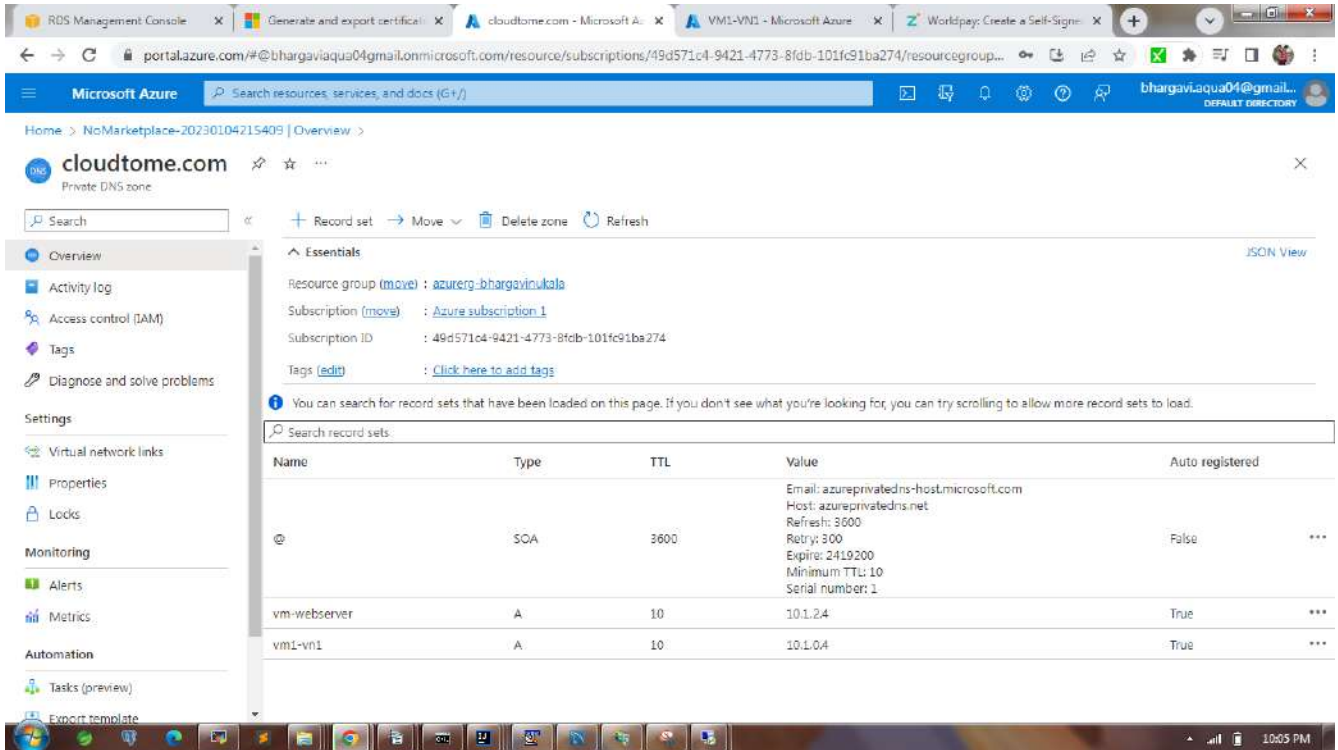 RDS Management Console
Generate and export certificat
cloudtome.com - Microsoft A
VM1-VN1 - Microsoft Azure
Worldpay: Create a Self-Signe
portal.azure.com/#@bhargaviaqua04gmail.onmicrosoft.com/resource/subscriptions/49d571c4-9421-4773-8fdb-101fc91ba274/resourcegroup...
Microsoft Azure
Search resources, services, and docs (G+/)
bhargavi.aqua04@gmail...
DEFAULT DIRECTORY
Home > NoMarketplace-20230104215409 | Overview >
DNS
cloudtome.com
Private DNS zone
Search
+ Record set → Move Delete zone Refresh
Overview
Activity log
Access control (IAM)
Tags
Diagnose and solve problems
Settings
Virtual network links
Properties
Locks
Monitoring
Alerts
Metrics
Automation
Tasks (preview)
Export template
Essentials
JSON View
Resource group (move) : azurerg-bhargavinukala
Subscription (move) : Azure subscription 1
Subscription ID : 49d571c4-9421-4773-8fdb-101fc91ba274
Tags (edit) : Click here to add tags
You can search for record sets that have been loaded on this page. If you don't see what you're looking for, you can try scrolling to allow more record sets to load.
Search record sets
Name Type TTL Value Auto registered
Email: azureprivatedns-host.microsoft.com
Host: azureprivatedns.net
Refresh: 3600
@ SOA 3600 Retry: 300 False
Expire: 2419200
Minimum TTL: 10
Serial number: 1
vm-webserver A 10 10.1.2.4 True
vm1-vn1 A 10 10.1.0.4 True
10:05 PM